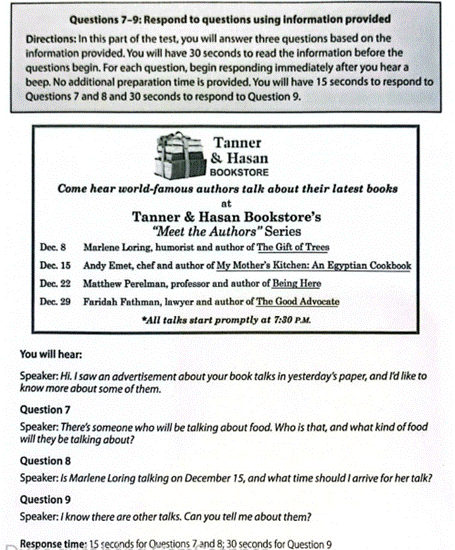 Questions 7–9: Respond to questions using information provided
Directions: In this part of the test, you will answer three questions based on the
information provided. You will have 30 seconds to read the information before the
questions begin. For each question, begin responding immediately after you hear a
beep. No additional preparation time is provided. You will have 15 seconds to respond to
Questions 7 and 8 and 30 seconds to respond to Question 9.
Tanner
& Hasan
BOOKSTORE
Come hear world-famous authors talk about their latest books
at
Tanner & Hasan Bookstore's
"Meet the Authors" Series
Dec. 8 Marlene Loring, humorist and author of The Gift of Trees
Dec. 15 Andy Emet, chef and author of My Mother's Kitchen: An Egyptian Cookbook
Dec. 22 Matthew Perelman, professor and author of Being Here
Dec. 29 Faridah Fathman, lawyer and author of The Good Advocate
*All talks start promptly at 7:30 P.M.
You will hear:
Speaker: Hi. I saw an advertisement about your book talks in yesterday's paper, and I'd like to
know more about some of them.
Question 7
Speaker: There's someone who will be talking about food. Who is that, and what kind of food
will they be talking about?
Question 8
Speaker: Is Marlene Loring talking on December 15, and what time should I arrive for her talk?
Question 9
Speaker: I know there are other talks. Can you tell me about them?
Response time: 15 seconds for Questions 7 and 8; 30 seconds for Question 9